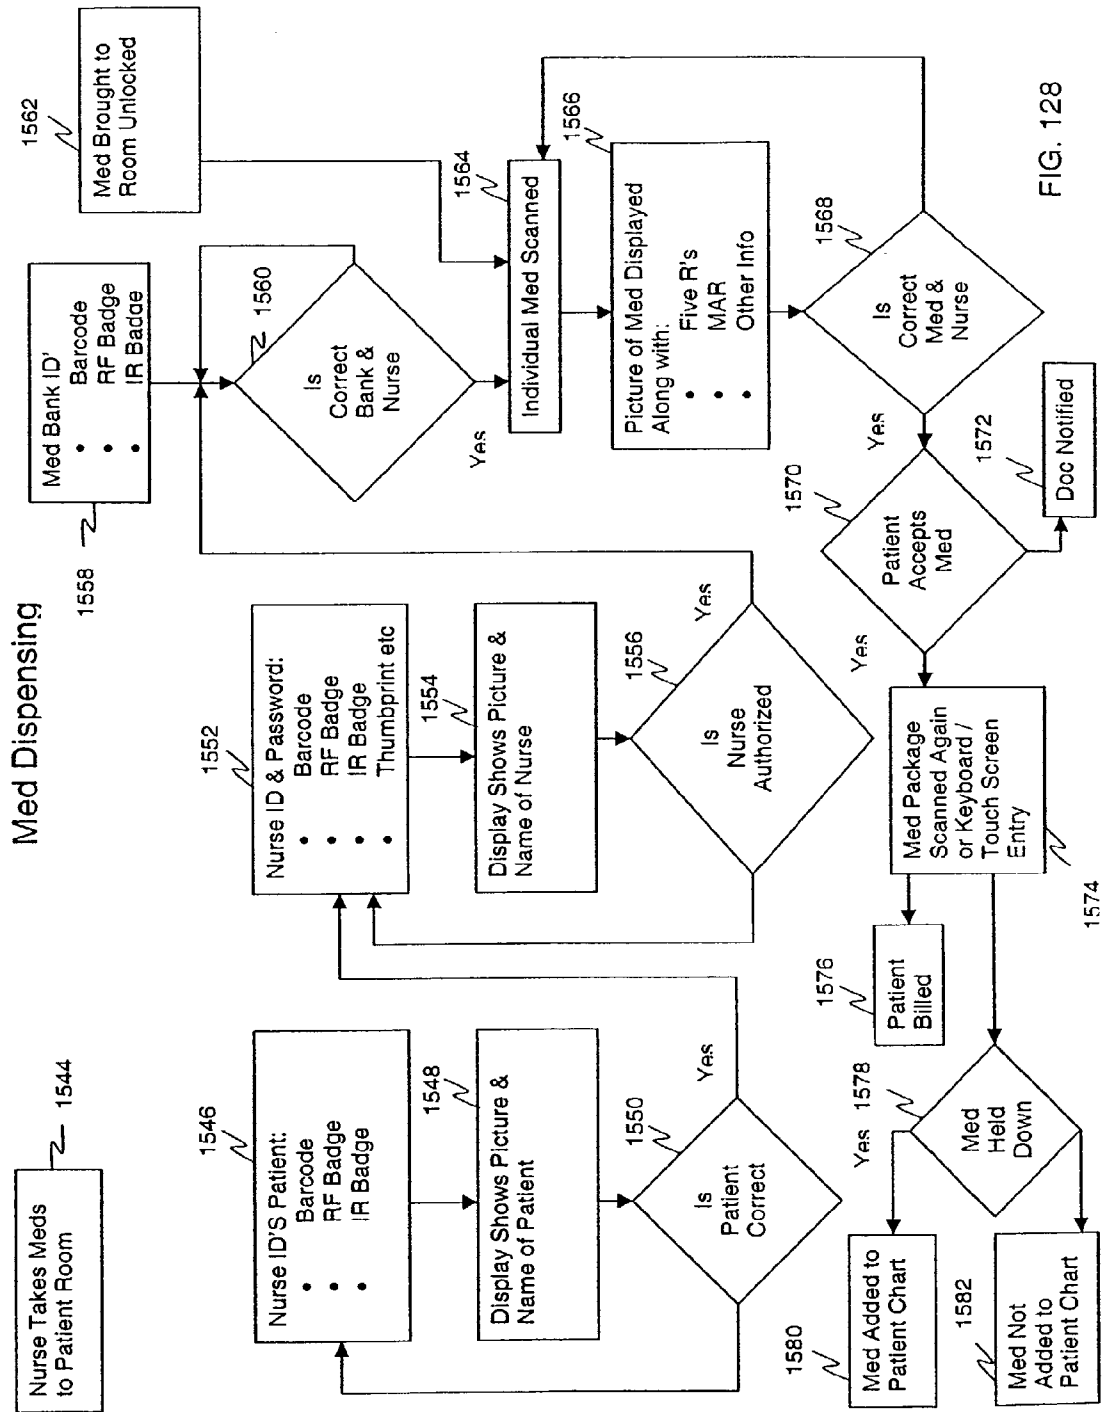 Med Dispensing
Nurse Takes Meds
to Patient Room
1544
1546
Nurse ID'S Patient:
• Barcode
• RF Badge
• IR Badge
1548
Display Shows Picture &
Name of Patient
1550
Is
Patient
Correct
Yes
1552
Nurse ID & Password:
• Barcode
• RF Badge
• IR Badge
• Thumbprint etc
1554
Display Shows Picture &
Name of Nurse
1556
Is
Nurse
Authorized
Yes
1558
Med Bank ID'
• Barcode
• RF Badge
• IR Badge
1560
Is
Correct
Bank &
Nurse
Yes
1562
Med Brought to
Room Unlocked
1564
Individual Med Scanned
1566
Picture of Med Displayed
Along with:
• Five R's
• MAR
• Other Info
1568
Is
Correct
Med &
Nurse
Yes
1570
Patient
Accepts
Med
1572
Doc Notified
Yes
Med Package
Scanned Again
or Keyboard /
Touch Screen
Entry
1574
1576
Patient
Billed
1578
Med
Held
Down
Yes
1580
Med Added to
Patient Chart
1582
Med Not
Added to
Patient Chart
FIG. 128